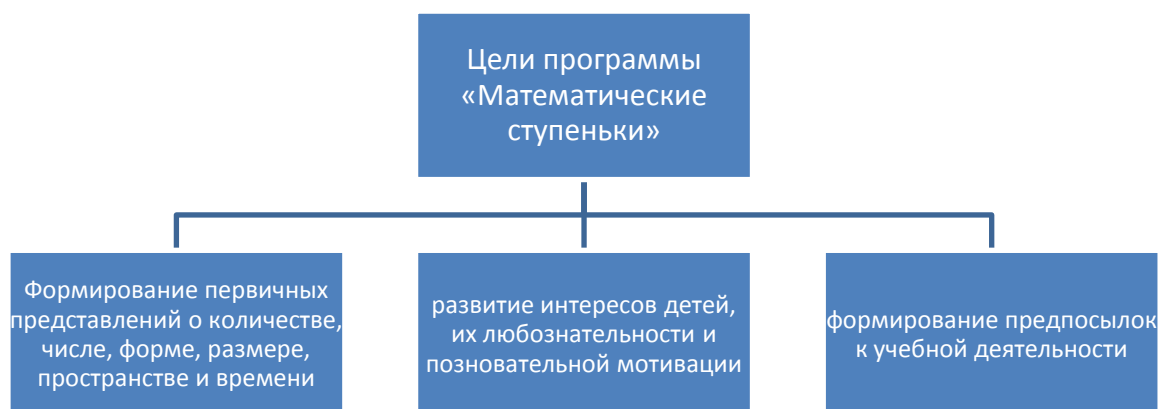 Цели программы
«Математические
ступеньки»
Формирование первичных
представлений о количестве,
числе, форме, размере,
пространстве и времени
развитие интересов детей,
их любознательности и
позновательной мотивации
формирование предпосылок
к учебной деятельности